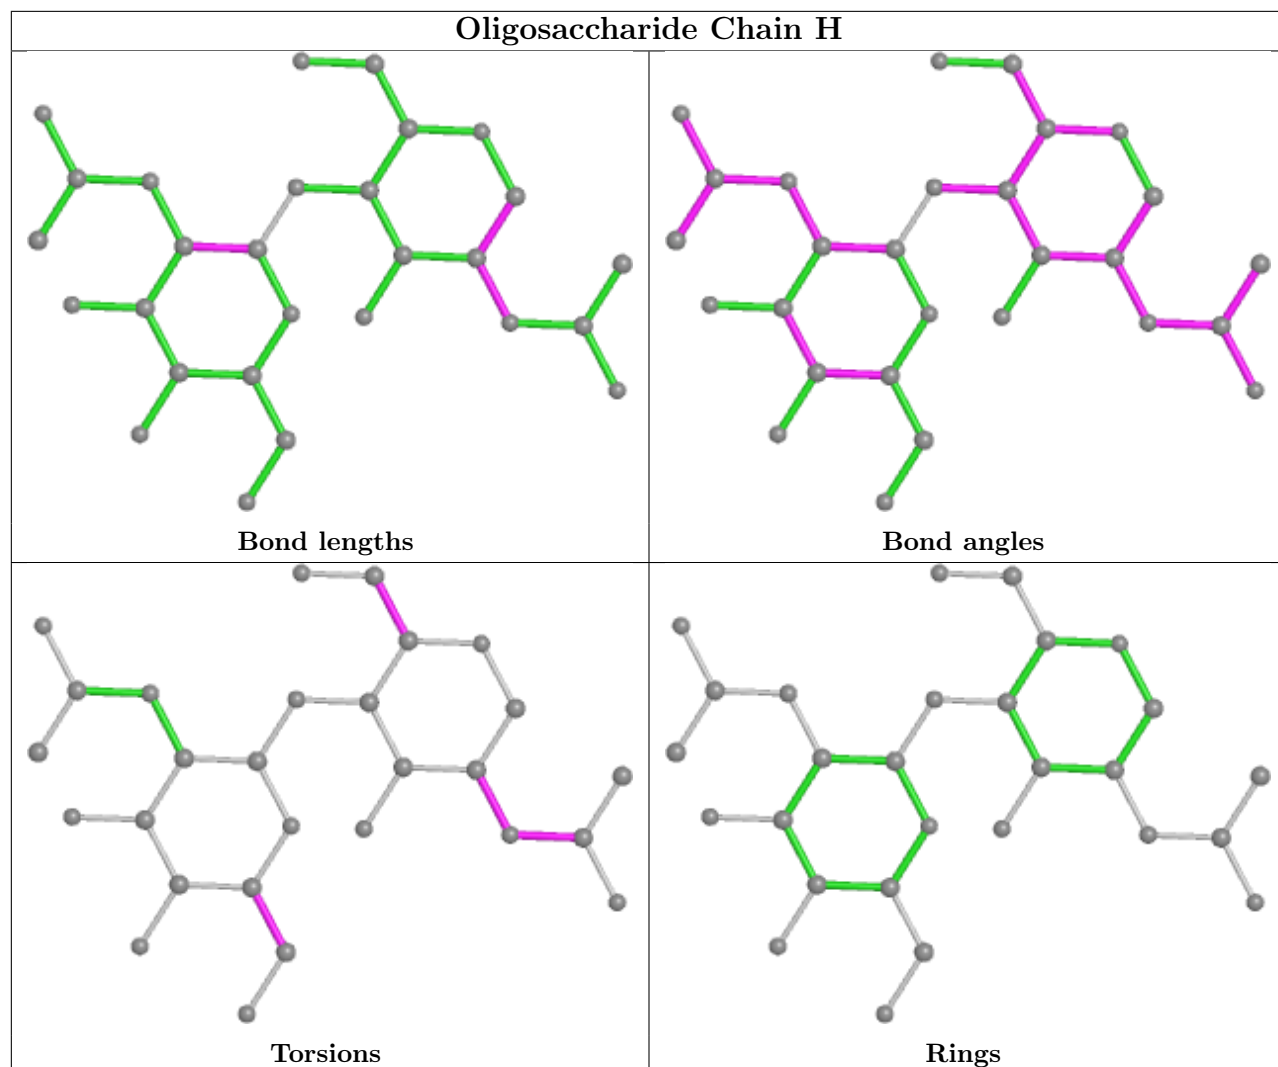 Oligosaccharide Chain H
Bond lengths
Bond angles
Torsions
Rings